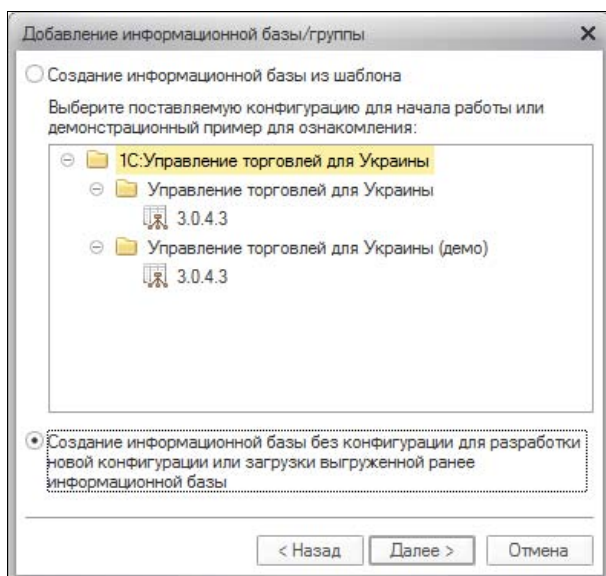 Добавление информационной базы/группы
Создание информационной базы из шаблона
Выберите поставляемую конфигурацию для начала работы или
демонстрационный пример для ознакомления:
1С:Управление торговлей для Украины
Управление торговлей для Украины
3.0.4.3
Управление торговлей для Украины (демо)
3.0.4.3
Создание информационной базы без конфигурации для разработки
новой конфигурации или загрузки выгруженной ранее
информационной базы
< Назад Далее > Отмена